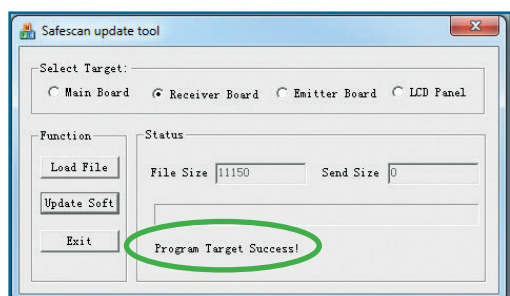 Safescan update tool
Select Target:
Main Board Receiver Board Emitter Board LCD Panel
Function
Status
Load File
File Size 11150 Send Size 0
Update Soft
Exit
Program Target Success!